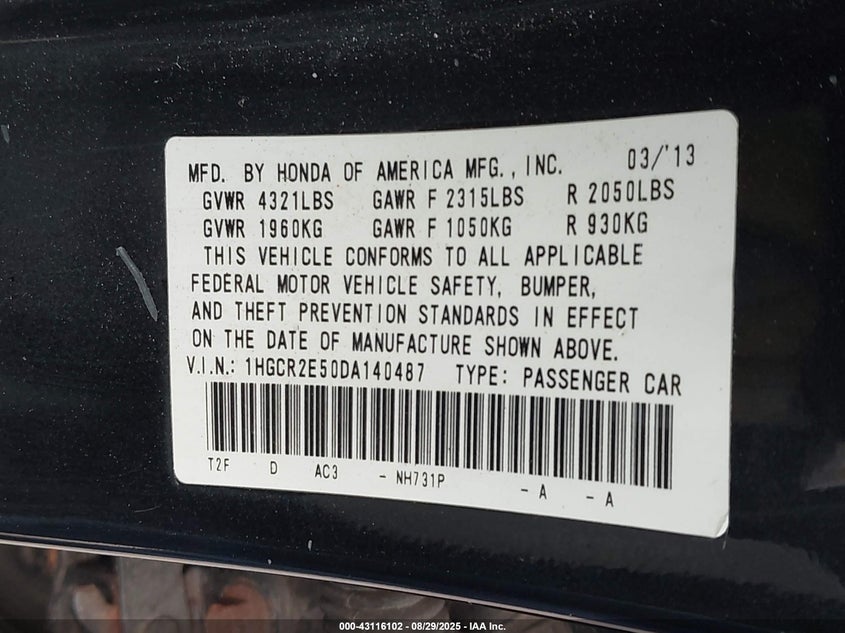 MFD. BY HONDA OF AMERICA MFG., INC. 03/'13
GVWR 4321LBS GAWR F 2315LBS R 2050LBS
GVWR 1960KG GAWR F 1050KG R 930KG
THIS VEHICLE CONFORMS TO ALL APPLICABLE
FEDERAL MOTOR VEHICLE SAFETY, BUMPER,
AND THEFT PREVENTION STANDARDS IN EFFECT
ON THE DATE OF MANUFACTURE SHOWN ABOVE.
V.I.N.: 1HGCR2E50DA140487 TYPE: PASSENGER CAR
T2F D AC3 - NH731P - A - A
000-43116102 - 08/29/2025 - IAA Inc.